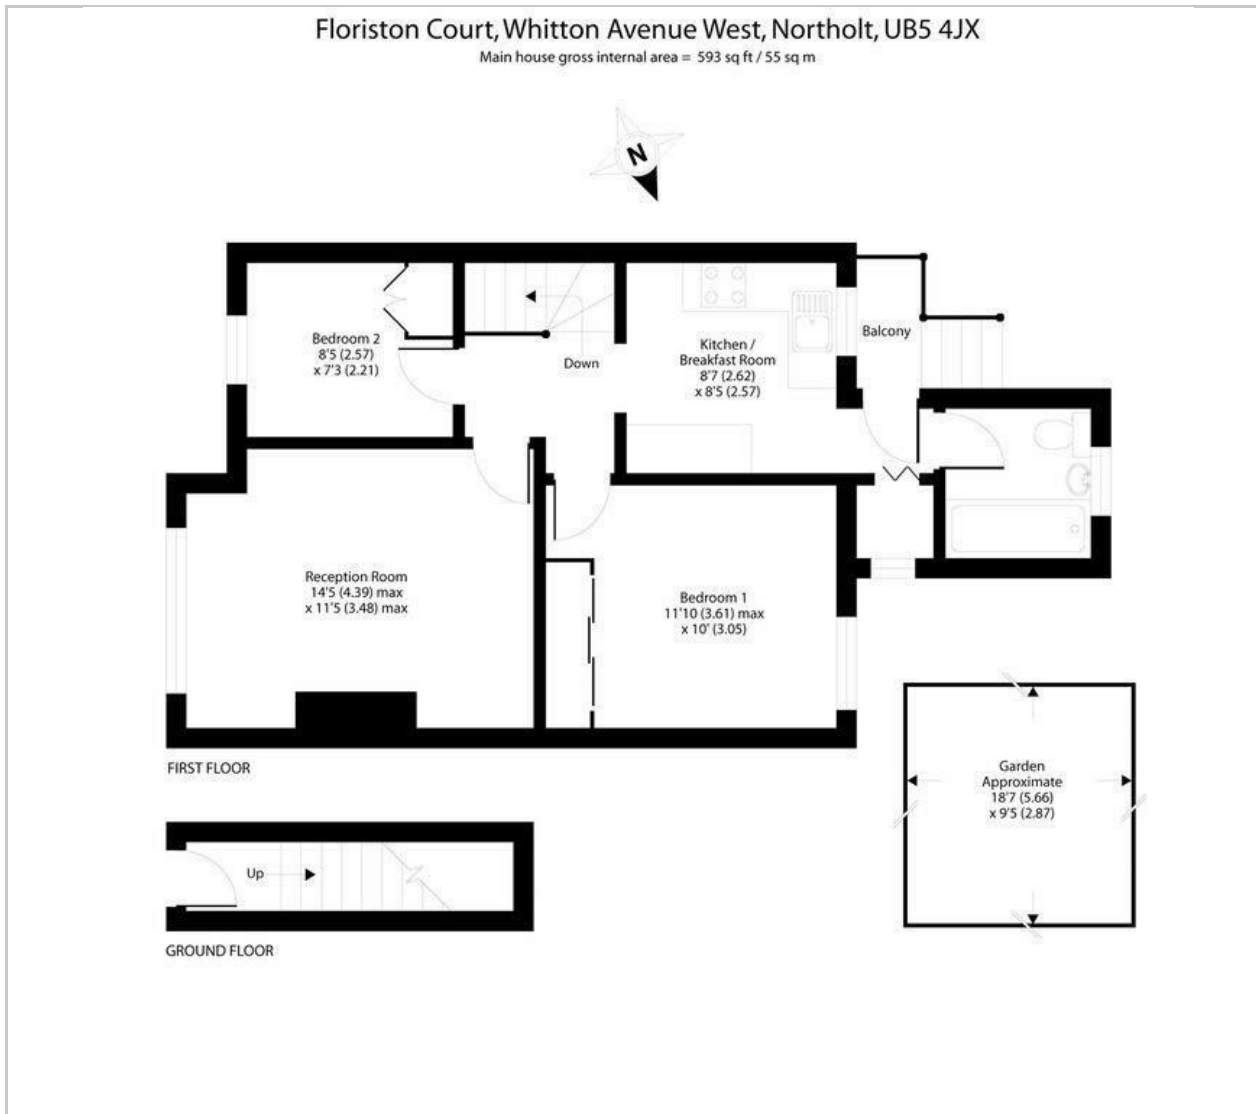 Floriston Court, Whitton Avenue West, Northolt, UB5 4JX
Main house gross internal area = 593 sq ft / 55 sq m
N
Bedroom 2
8'5 (2.57)
x 7'3 (2.21)
Down
Kitchen /
Breakfast Room
8'7 (2.62)
x 8'5 (2.57)
Balcony
Reception Room
14'5 (4.39) max
x 11'5 (3.48) max
Bedroom 1
11'10 (3.61) max
x 10' (3.05)
FIRST FLOOR
Garden
Approximate
18'7 (5.66)
x 9'5 (2.87)
Up
GROUND FLOOR